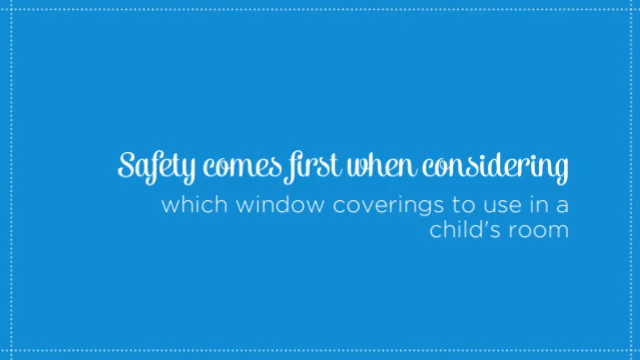 Safety comes first when considering
which window coverings to use in a
child's room